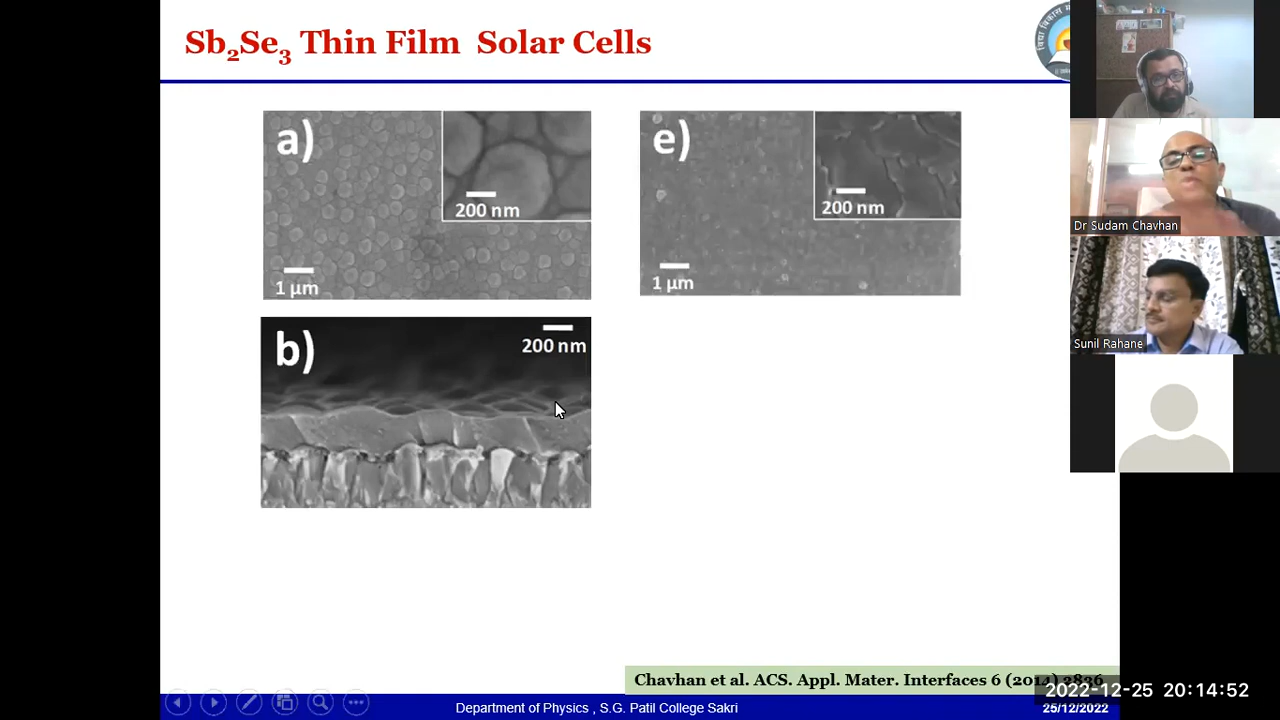 Sb₂Se₃ Thin Film Solar Cells
a)
200 nm
1 µm
e)
200 nm
1 µm
b)
200 nm
Dr Sudam Chavhan
Sunil Rahane
Chavhan et al. ACS. Appl. Mater. Interfaces 6 (2014) 2836
2022-12-25 20:14:52
Department of Physics , S.G. Patil College Sakri
25/12/2022